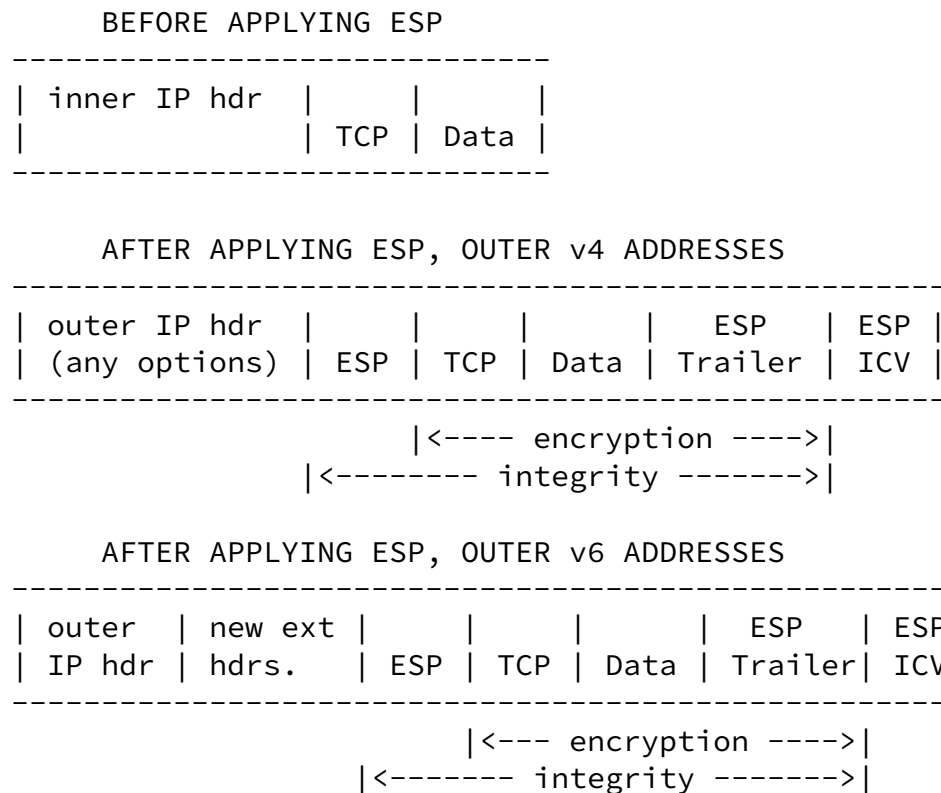 BEFORE APPLYING ESP
-------------------------------
| inner IP hdr  |     |      |
|               | TCP | Data |
-------------------------------
AFTER APPLYING ESP, OUTER v4 ADDRESSES
----------------------------------------------------
| outer IP hdr  |     |     |      |   ESP   | ESP |
| (any options) | ESP | TCP | Data | Trailer | ICV |
----------------------------------------------------
|<---- encryption ---->|
|<-------- integrity ------->|
AFTER APPLYING ESP, OUTER v6 ADDRESSES
----------------------------------------------------
| outer  | new ext |     |     |      |  ESP   | ESP
| IP hdr | hdrs.   | ESP | TCP | Data | Trailer| ICV
----------------------------------------------------
|<--- encryption ---->|
|<------- integrity ------->|